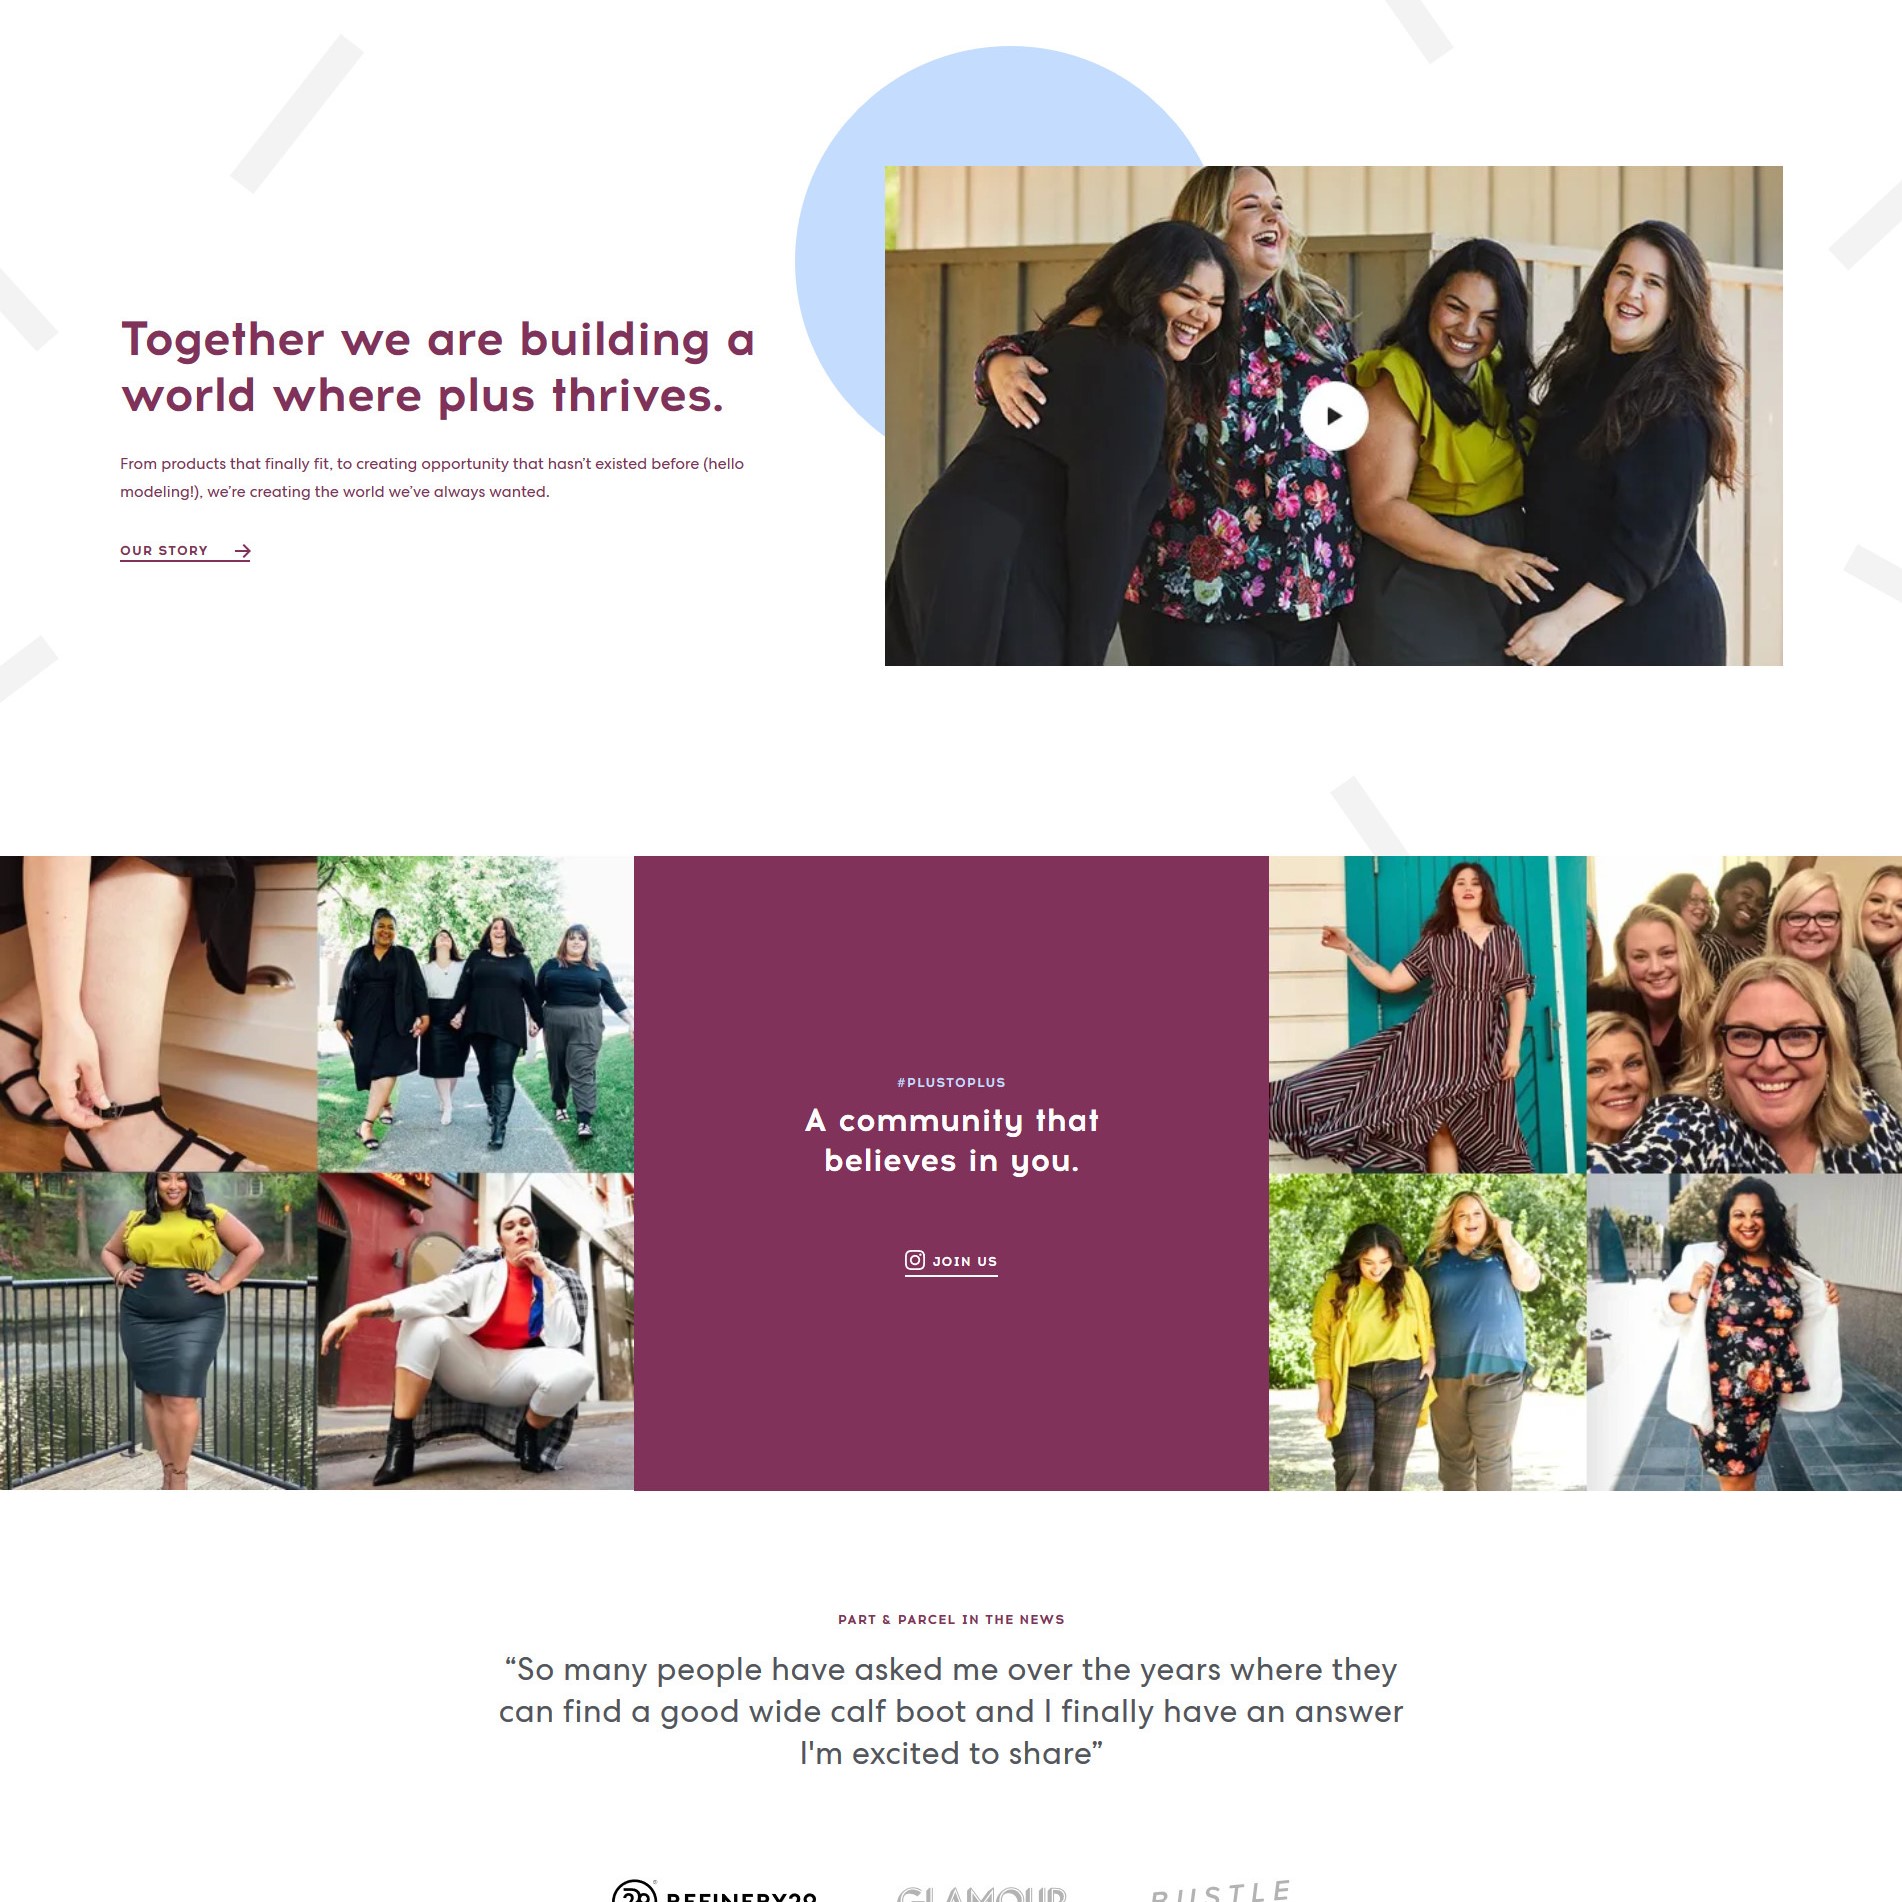 Together we are building a
world where plus thrives.
From products that finally fit, to creating opportunity that hasn’t existed before (hello
modeling!), we’re creating the world we’ve always wanted.
OUR STORY
#PLUSTOPLUS
A community that
believes in you.
JOIN US
PART & PARCEL IN THE NEWS
“So many people have asked me over the years where they
can find a good wide calf boot and I finally have an answer
I'm excited to share”
29 REFINERY29 GLAMOUR BUSTLE